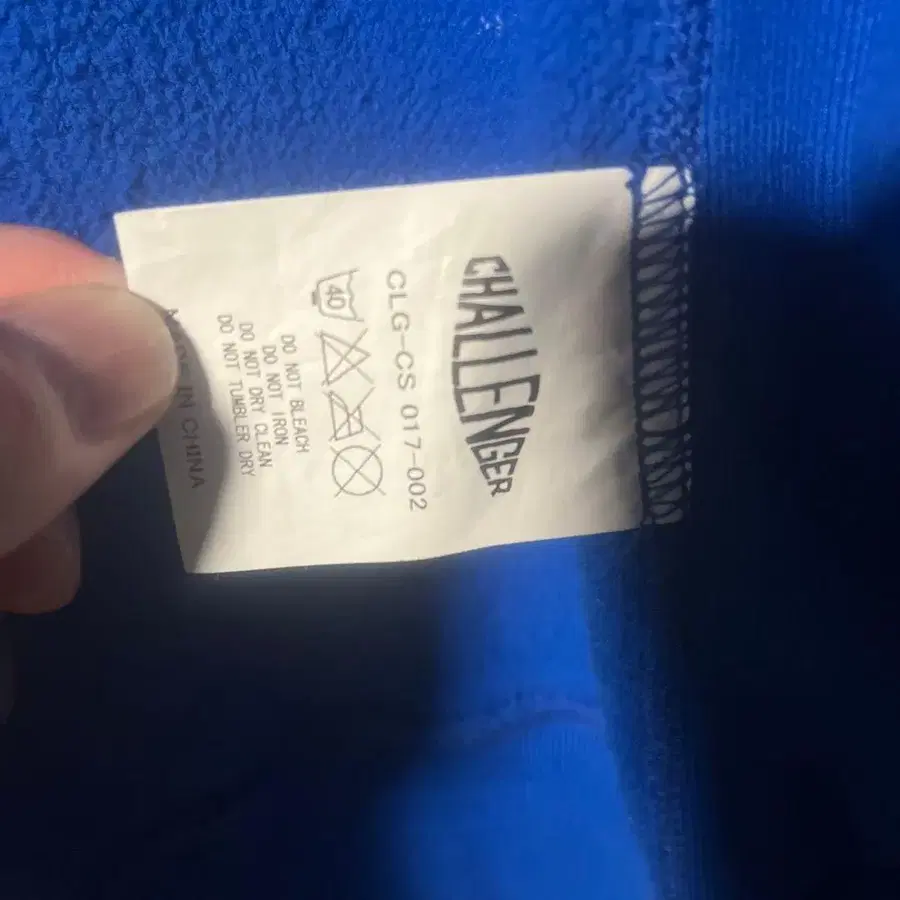 CHALLENGER
CLG-CS 017-002
40
DO NOT BLEACH
DO NOT IRON
DO NOT DRY CLEAN
DO NOT TUMBLER DRY
MADE IN CHINA